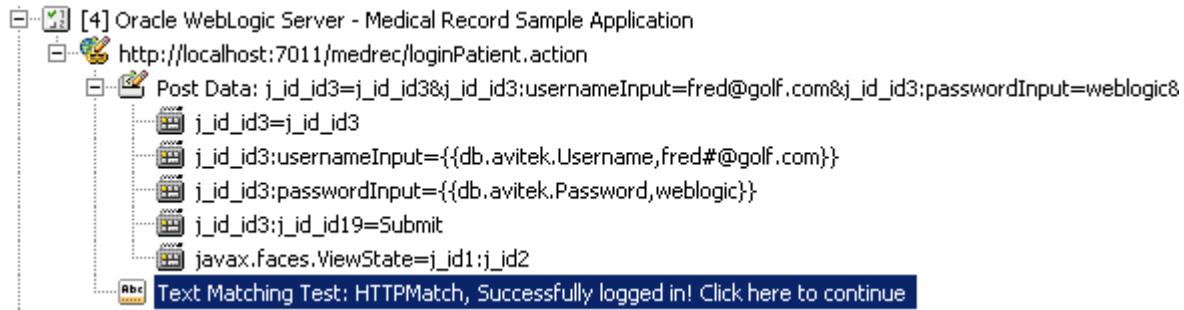 [4] Oracle WebLogic Server - Medical Record Sample Application
http://localhost:7011/medrec/loginPatient.action
Post Data: j_id_id3=j_id_id3&j_id_id3:usernameInput=fred@golf.com&j_id_id3:passwordInput=weblogic&
j_id_id3=j_id_id3
j_id_id3:usernameInput={{db.avitek.Username,fred#@golf.com}}
j_id_id3:passwordInput={{db.avitek.Password,weblogic}}
j_id_id3:j_id_id19=Submit
javax.faces.ViewState=j_id1:j_id2
Abc Text Matching Test: HTTPMatch, Successfully logged in! Click here to continue